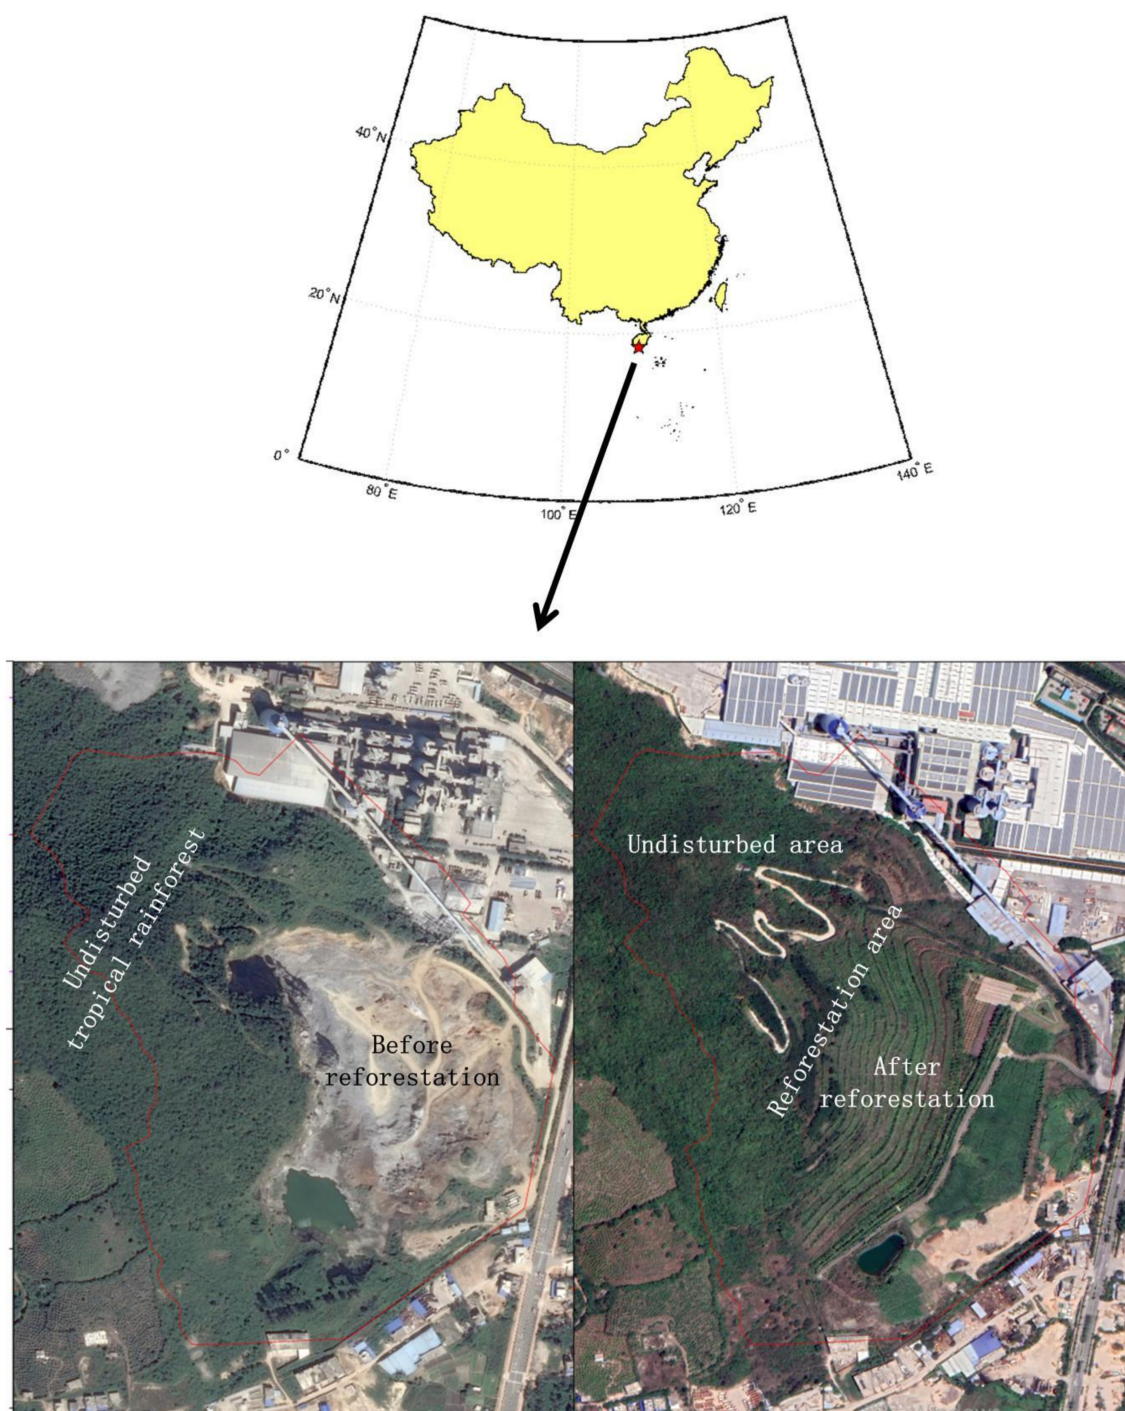 40°N
20°N
0°
80°E
100°E
120°E
140°E
Undisturbed
tropical rainforest
Before
reforestation
Undisturbed area
Reforestation area
After
reforestation